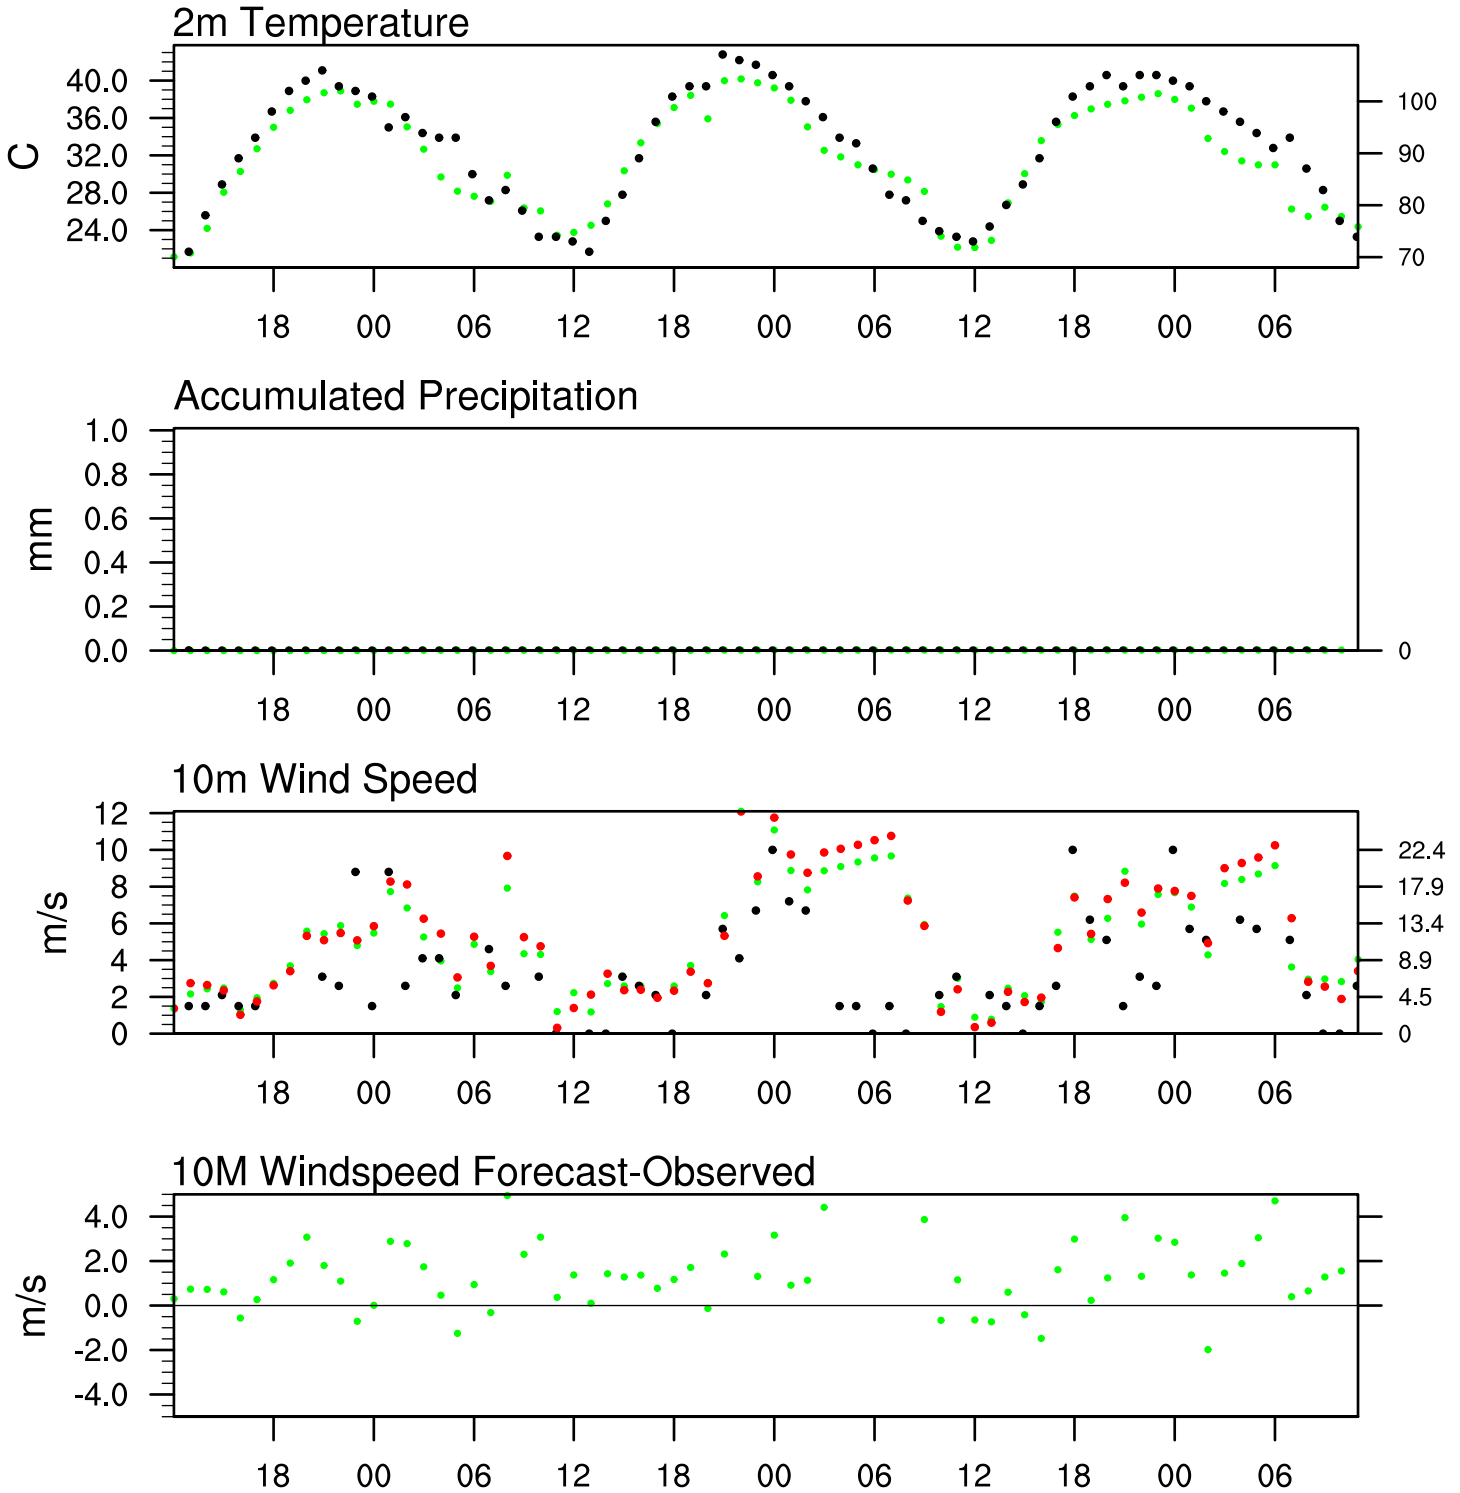 2m Temperature
C
40.0
36.0
32.0
28.0
24.0
100
90
80
70
18 00 06 12 18 00 06 12 18 00 06
Accumulated Precipitation
mm
1.0
0.8
0.6
0.4
0.2
0.0
0
18 00 06 12 18 00 06 12 18 00 06
10m Wind Speed
m/s
12
10
8
6
4
2
0
22.4
17.9
13.4
8.9
4.5
0
18 00 06 12 18 00 06 12 18 00 06
10M Windspeed Forecast-Observed
m/s
4.0
2.0
0.0
-2.0
-4.0
18 00 06 12 18 00 06 12 18 00 06